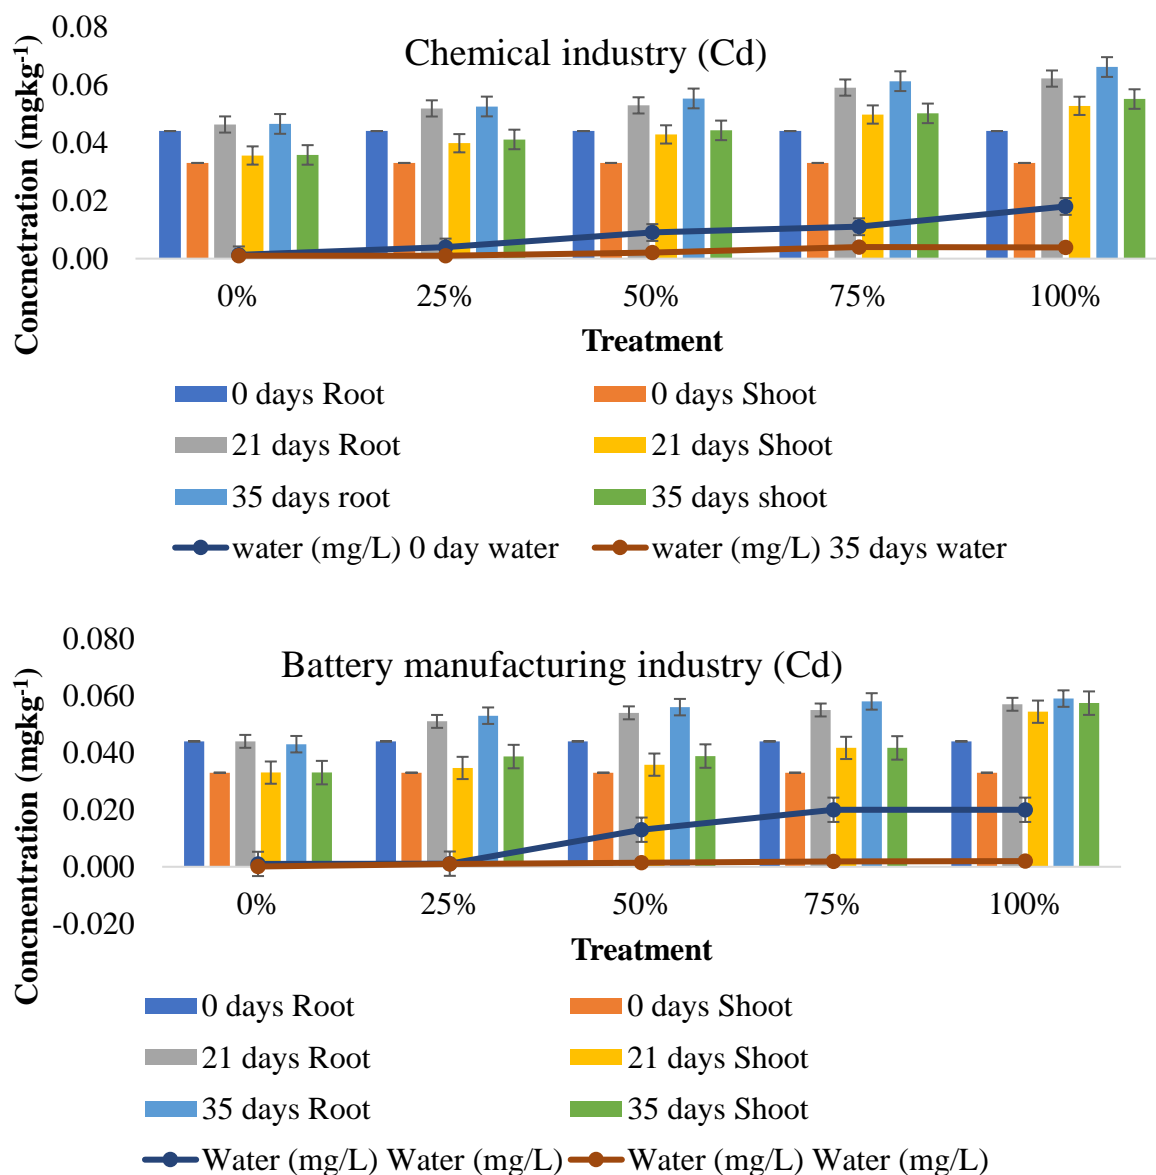 Chemical industry (Cd)
Concnetration (mgkg-1)
0.08
0.06
0.04
0.02
0.00
0% 25% 50% 75% 100%
Treatment
0 days Root 0 days Shoot
21 days Root 21 days Shoot
35 days root 35 days shoot
water (mg/L) 0 day water water (mg/L) 35 days water
Battery manufacturing industry (Cd)
Concnentration (mgkg-1)
0.080
0.060
0.040
0.020
0.000
-0.020
0% 25% 50% 75% 100%
Treatment
0 days Root 0 days Shoot
21 days Root 21 days Shoot
35 days Root 35 days Shoot
Water (mg/L) Water (mg/L) Water (mg/L) Water (mg/L)